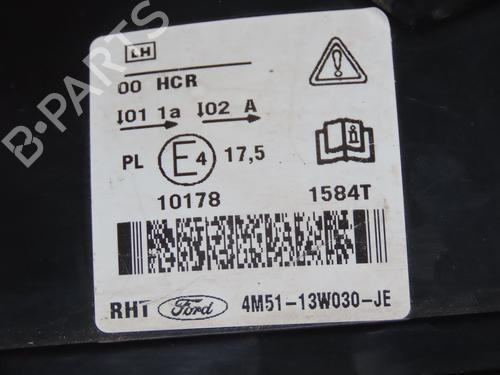 LH
00 HCR
I01 1a I02 A
PL E4 17,5
10178 1584T
RHT Ford 4M51-13W030-JE
B-Parts